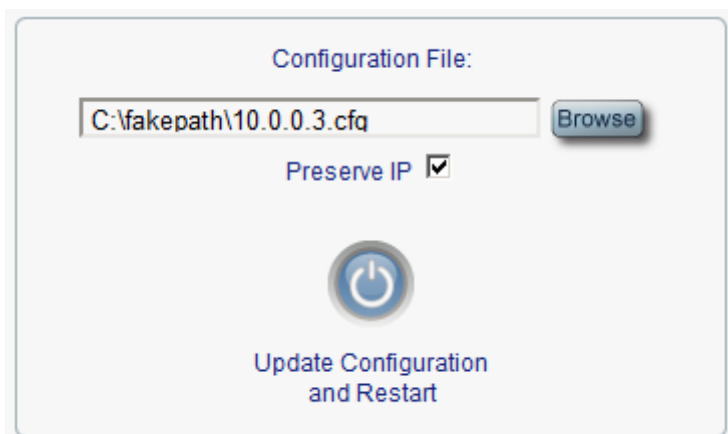 Configuration File:
C:\fakepath\10.0.0.3.cfg
Browse
Preserve IP
Update Configuration
and Restart